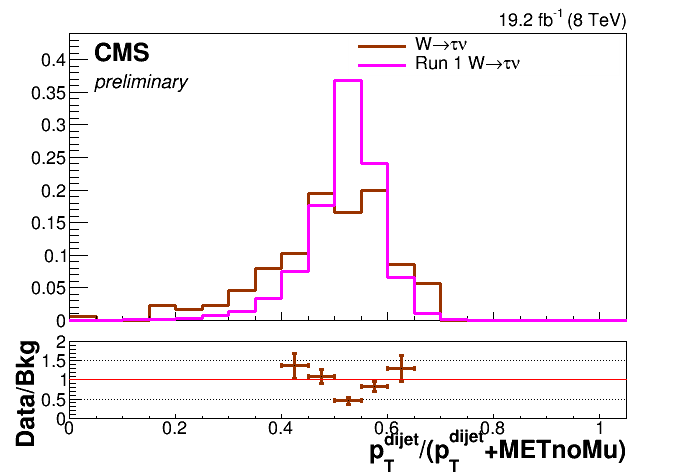 19.2 fb⁻¹ (8 TeV)
CMS
preliminary
W→τν
Run 1 W→τν
0.4
0.35
0.3
0.25
0.2
0.15
0.1
0.05
0
Data/Bkg
2
1.5
1
0.5
0
0 0.2 0.4 0.6 0.8 1
p_T^dijet/(p_T^dijet+METnoMu)